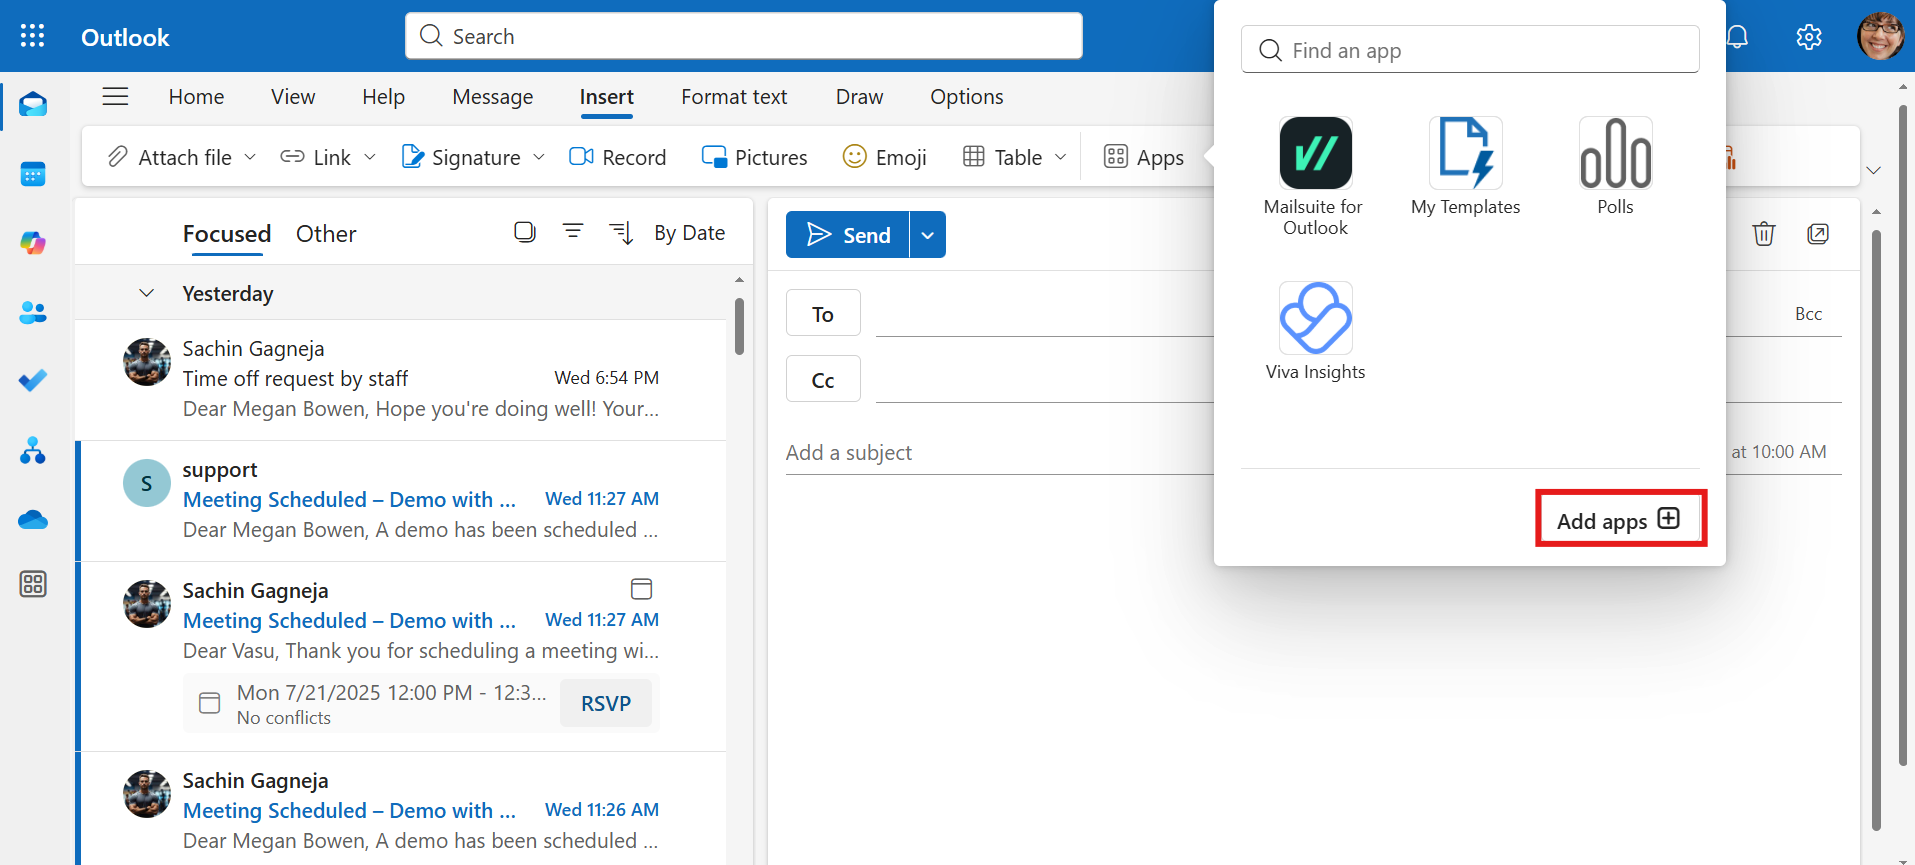 Outlook
Search
Home View Help Message Insert Format text Draw Options
Attach file Link Signature Record Pictures Emoji Table Apps
Focused Other By Date
Yesterday
Sachin Gagneja
Time off request by staff Wed 6:54 PM
Dear Megan Bowen, Hope you're doing well! Your...
S
support
Meeting Scheduled – Demo with ... Wed 11:27 AM
Dear Megan Bowen, A demo has been scheduled ...
Sachin Gagneja
Meeting Scheduled – Demo with ... Wed 11:27 AM
Dear Vasu, Thank you for scheduling a meeting wi...
Mon 7/21/2025 12:00 PM - 12:3...
No conflicts
RSVP
Sachin Gagneja
Meeting Scheduled – Demo with ... Wed 11:26 AM
Dear Megan Bowen, A demo has been scheduled ...
Send
To
Bcc
Cc
Add a subject
at 10:00 AM
Find an app
Mailsuite for
Outlook
My Templates
Polls
Viva Insights
Add apps